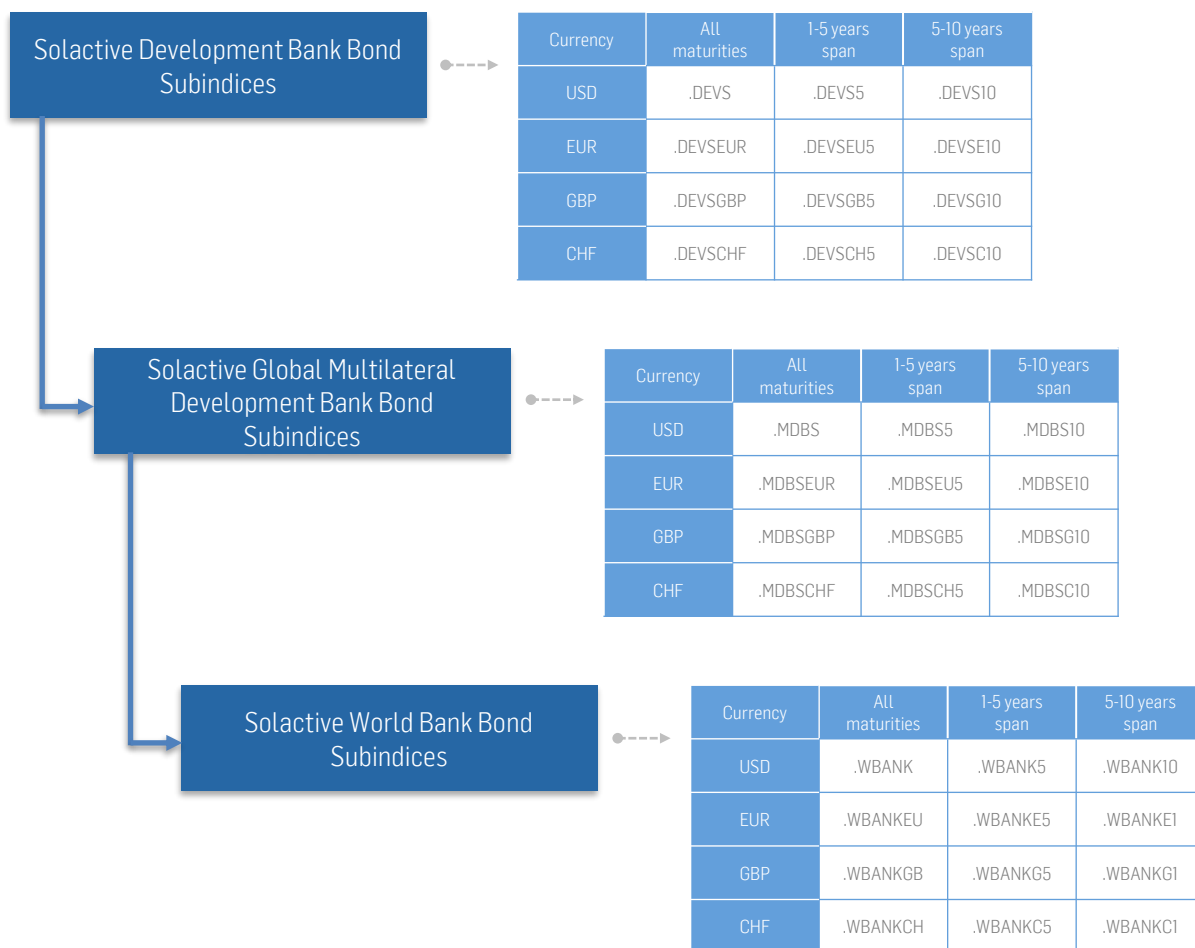 Solactive Development Bank Bond
Subindices
Currency All maturities 1-5 years span 5-10 years span
USD .DEVS .DEVS5 .DEVS10
EUR .DEVSEUR .DEVSEU5 .DEVSE10
GBP .DEVSGBP .DEVSGB5 .DEVSG10
CHF .DEVSCHF .DEVSCH5 .DEVSC10
Solactive Global Multilateral
Development Bank Bond
Subindices
Currency All maturities 1-5 years span 5-10 years span
USD .MDBS .MDBS5 .MDBS10
EUR .MDBSEUR .MDBSEU5 .MDBSE10
GBP .MDBSGBP .MDBSGB5 .MDBSG10
CHF .MDBSCHF .MDBSCH5 .MDBSC10
Solactive World Bank Bond
Subindices
Currency All maturities 1-5 years span 5-10 years span
USD .WBANK .WBANK5 .WBANK10
EUR .WBANKEU .WBANKE5 .WBANKE1
GBP .WBANKGB .WBANKG5 .WBANKG1
CHF .WBANKCH .WBANKC5 .WBANKC1